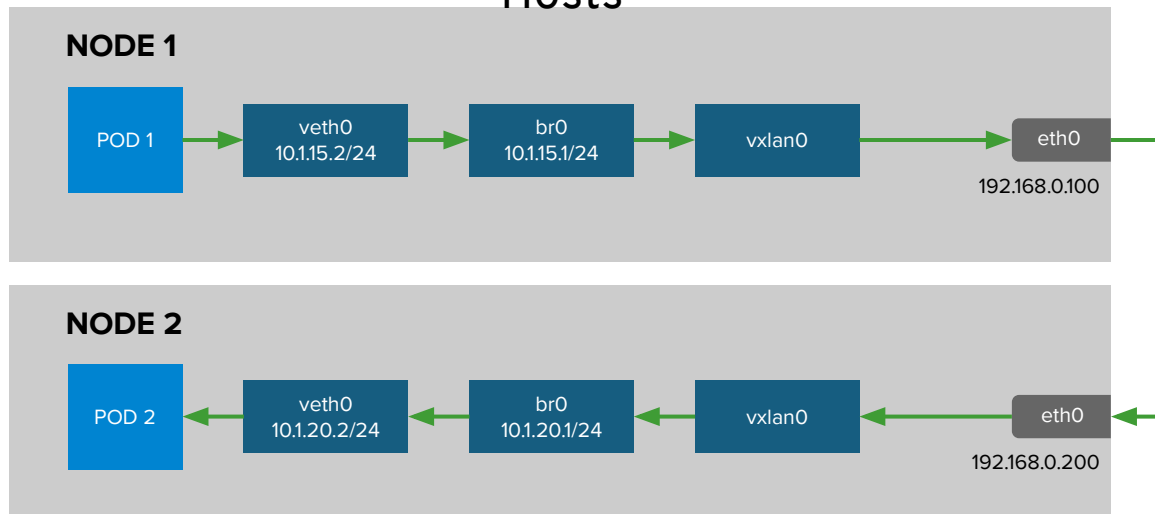 Hosts
NODE 1
POD 1
veth0
10.1.15.2/24
br0
10.1.15.1/24
vxlan0
eth0
192.168.0.100
NODE 2
POD 2
veth0
10.1.20.2/24
br0
10.1.20.1/24
vxlan0
eth0
192.168.0.200